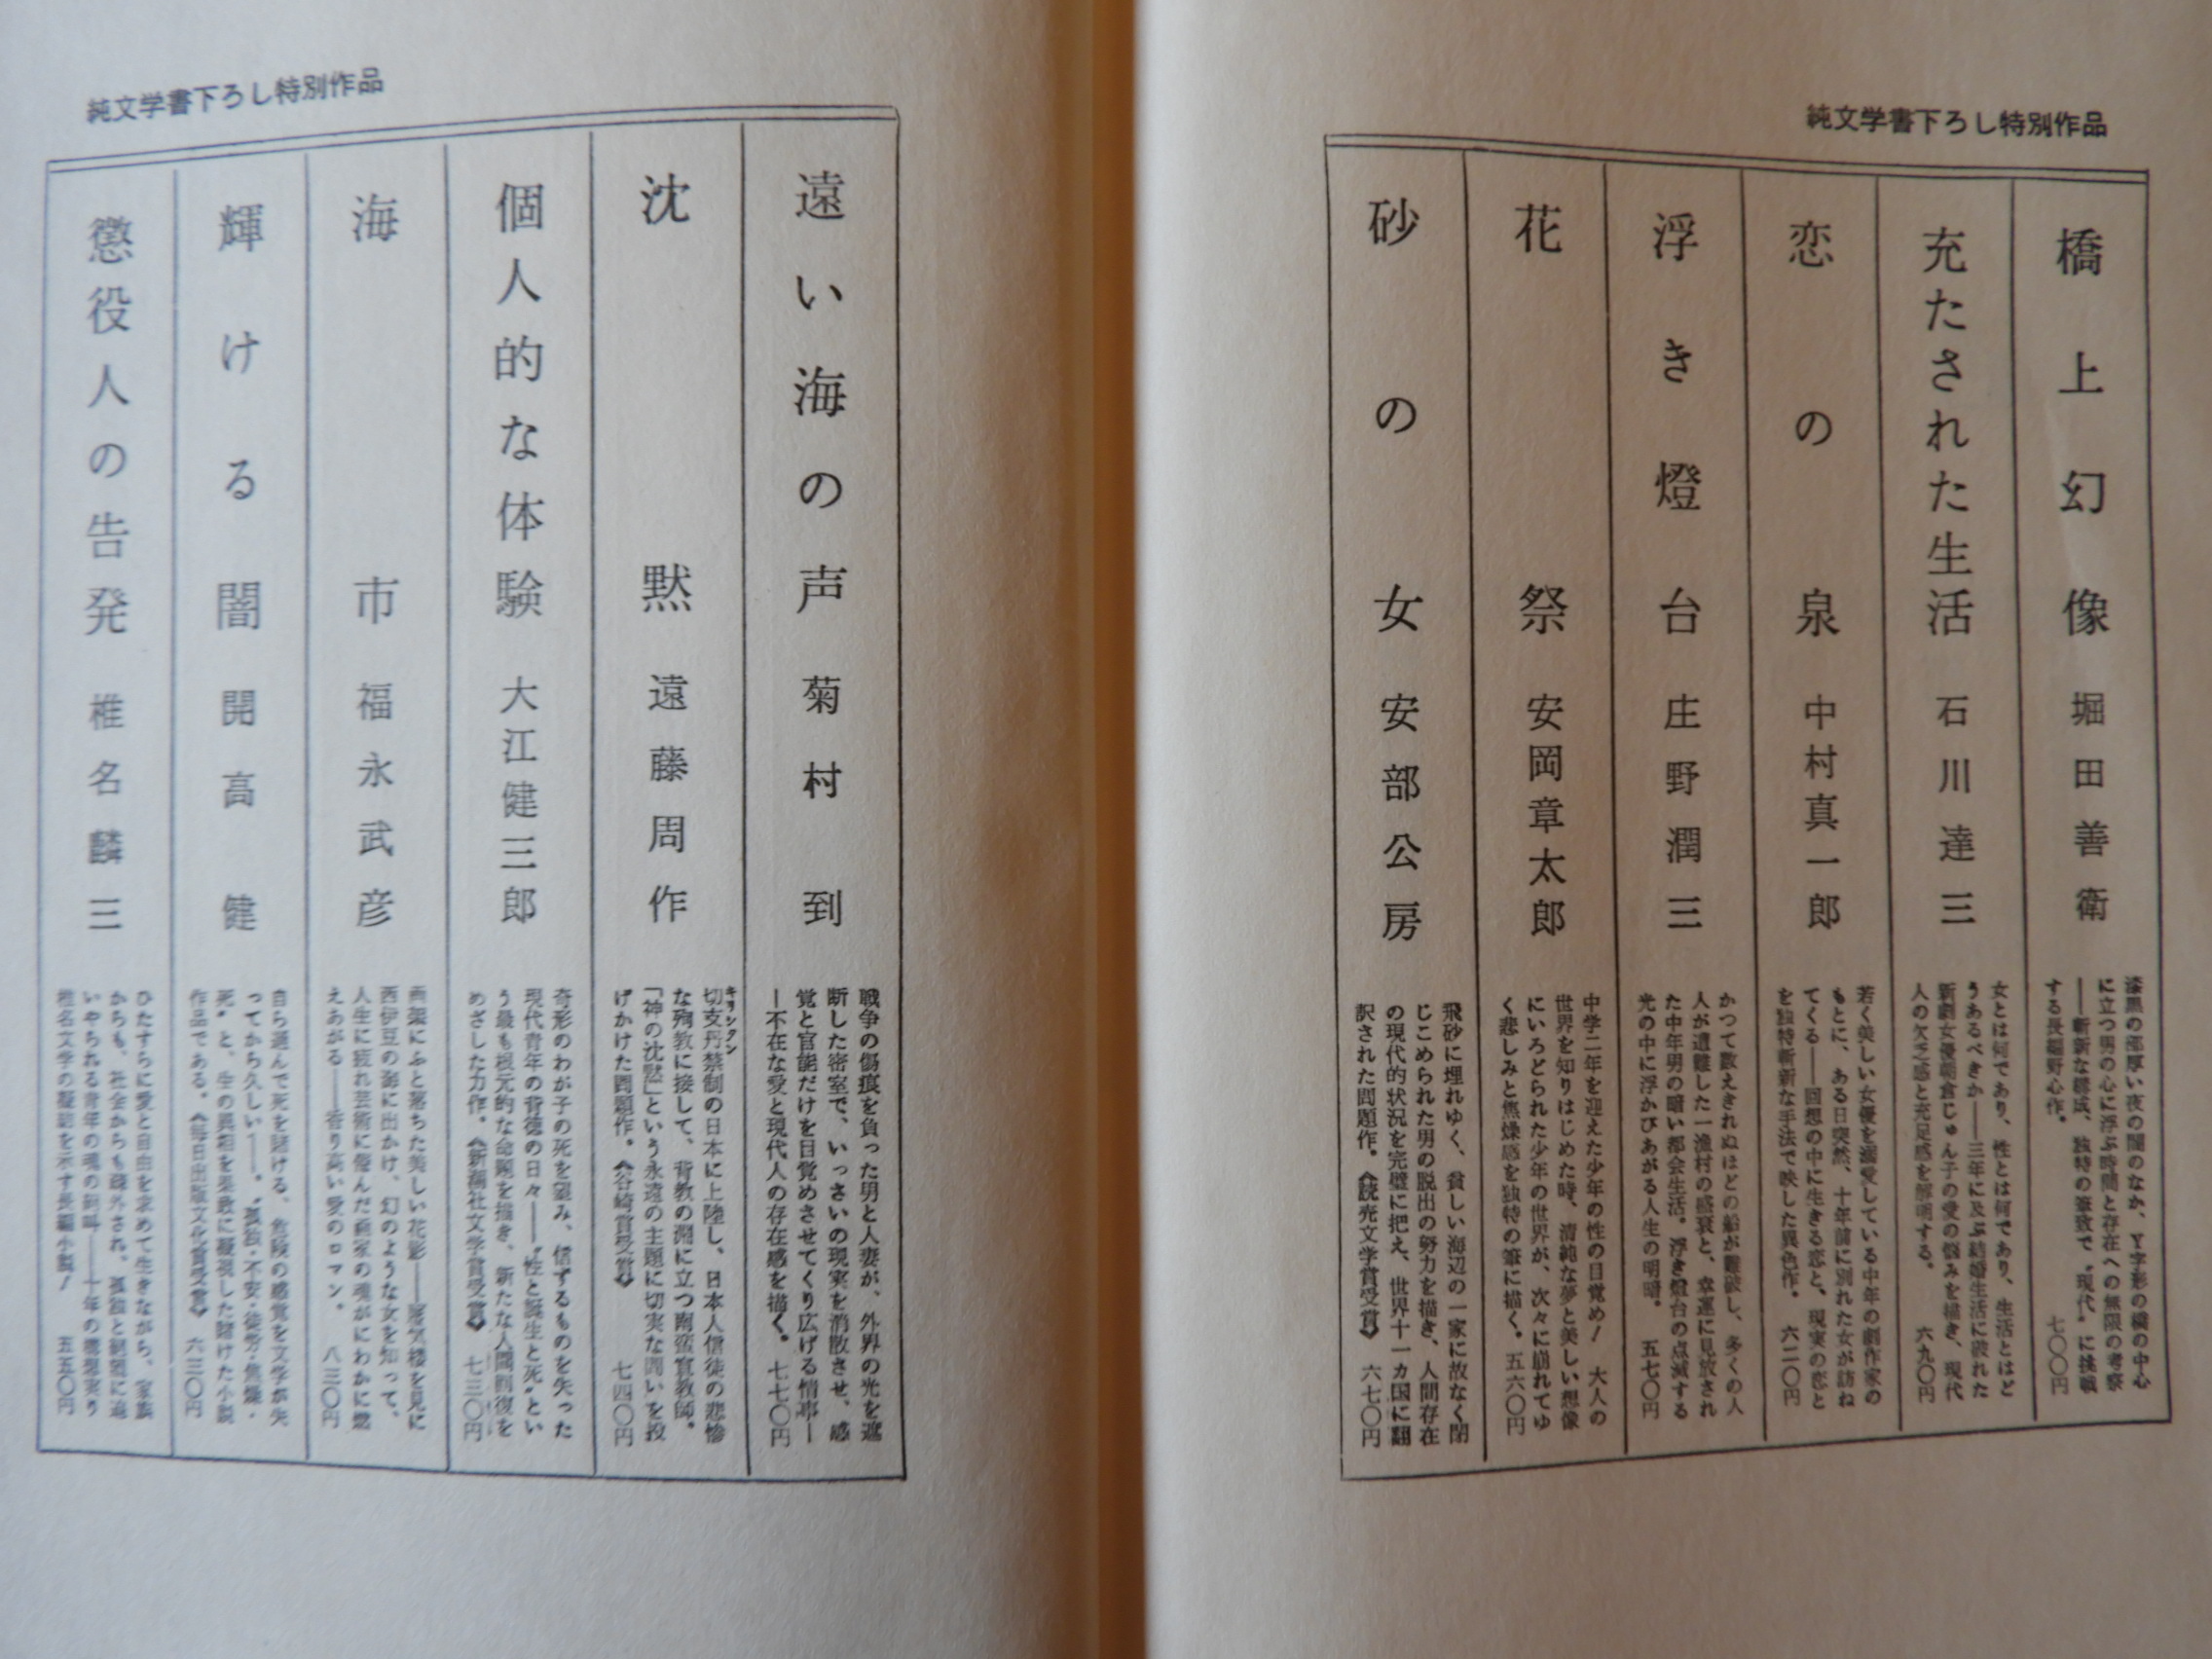 純文学書下ろし特別作品
橋上幻像
堀田善衛
漆黒の部厚い夜の闇のなか、Y字形の橋の中心
に立つ男の心に浮ぶ時間と存在への無限の考察
――斬新な構成、独特の筆致で〝現代〟に挑戦
する長編野心作。
七〇〇円
充たされた生活
石川達三
女とは何であり、性とは何であり、生活とはど
うあるべきか――三年に及ぶ結婚生活に破れた
新劇女優朝倉じゅん子の愛の悩みを描き、現代
人の欠乏感と充足感を解明する。
六九〇円
恋の泉
中村真一郎
若く美しい女優を溺愛している中年の劇作家の
もとに、ある日突然、十年前に別れた女が訪ね
てくる――回想の中に生きる恋と、現実の恋と
を独特斬新な手法で映した異色作。
六二〇円
浮き燈台
庄野潤三
かつて数えきれぬほどの船が難破し、多くの人
人が遭難した一漁村の盛衰と、幸運に見放され
た中年男の暗い都会生活。浮き燈台の点滅する
光の中に浮かびあがる人生の明暗。
五七〇円
花祭
安岡章太郎
中学二年を迎えた少年の性の目覚め！ 大人の
世界を知りはじめた時、清純な夢と美しい想像
にいろどられた少年の世界が、次々に崩れてゆ
く悲しみと焦燥感を独特の筆に描く。
五六〇円
砂の女
安部公房
飛砂に埋れゆく、貧しい海辺の一家に故なく閉
じこめられた男の脱出の努力を描き、人間存在
の現代的状況を完璧に把え、世界十一カ国に翻
訳された問題作。《読売文学賞受賞》
六七〇円
純文学書下ろし特別作品
遠い海の声
菊村到
戦争の傷痕を負った男と人妻が、外界の光を遮
断した密室で、いっさいの現実を消散させ、感
覚と官能だけを目覚めさせてくり広げる情事―
―不在な愛と現代人の存在感を描く。
七七〇円
沈黙
遠藤周作
キリシタン
切支丹禁制の日本に上陸し、日本人信徒の悲惨
な殉教に接して、背教の淵に立つ南蛮宣教師。
「神の沈黙」という永遠の主題に切実な問いを投
げかけた問題作。《谷崎賞受賞》
七四〇円
個人的な体験
大江健三郎
奇形のわが子の死を望み、信ずるものを失った
現代青年の背徳の日々――〝性と誕生と死〟とい
う最も根元的な命題を描き、新たな人間回復を
めざした力作。《新潮社文学賞受賞》
七三〇円
海市
福永武彦
画架にふと落ちた美しい花影――蜃気楼を見に
西伊豆の海に出かけ、幻のような女を知って、
人生に疲れ芸術に倦んだ画家の魂がにわかに燃
えあがる――香り高い愛のロマン。
八三〇円
輝ける闇
開高健
自ら選んで死を賭ける、危険の感覚を文学が失
ってから久しい――。〝孤独・不安・徒労・焦燥・
死〟と、生の異相を果敢に凝視した賭けた小説
作品である。《毎日出版文化賞受賞》
六三〇円
懲役人の告発
椎名麟三
ひたすらに愛と自由を求めて生きながら、家族
からも、社会からも疎外され、孤独と絶望に追
いやられる青年の魂の絶叫――十年の構想実り
椎名文学の凝結を示す長編小説！
五五〇円